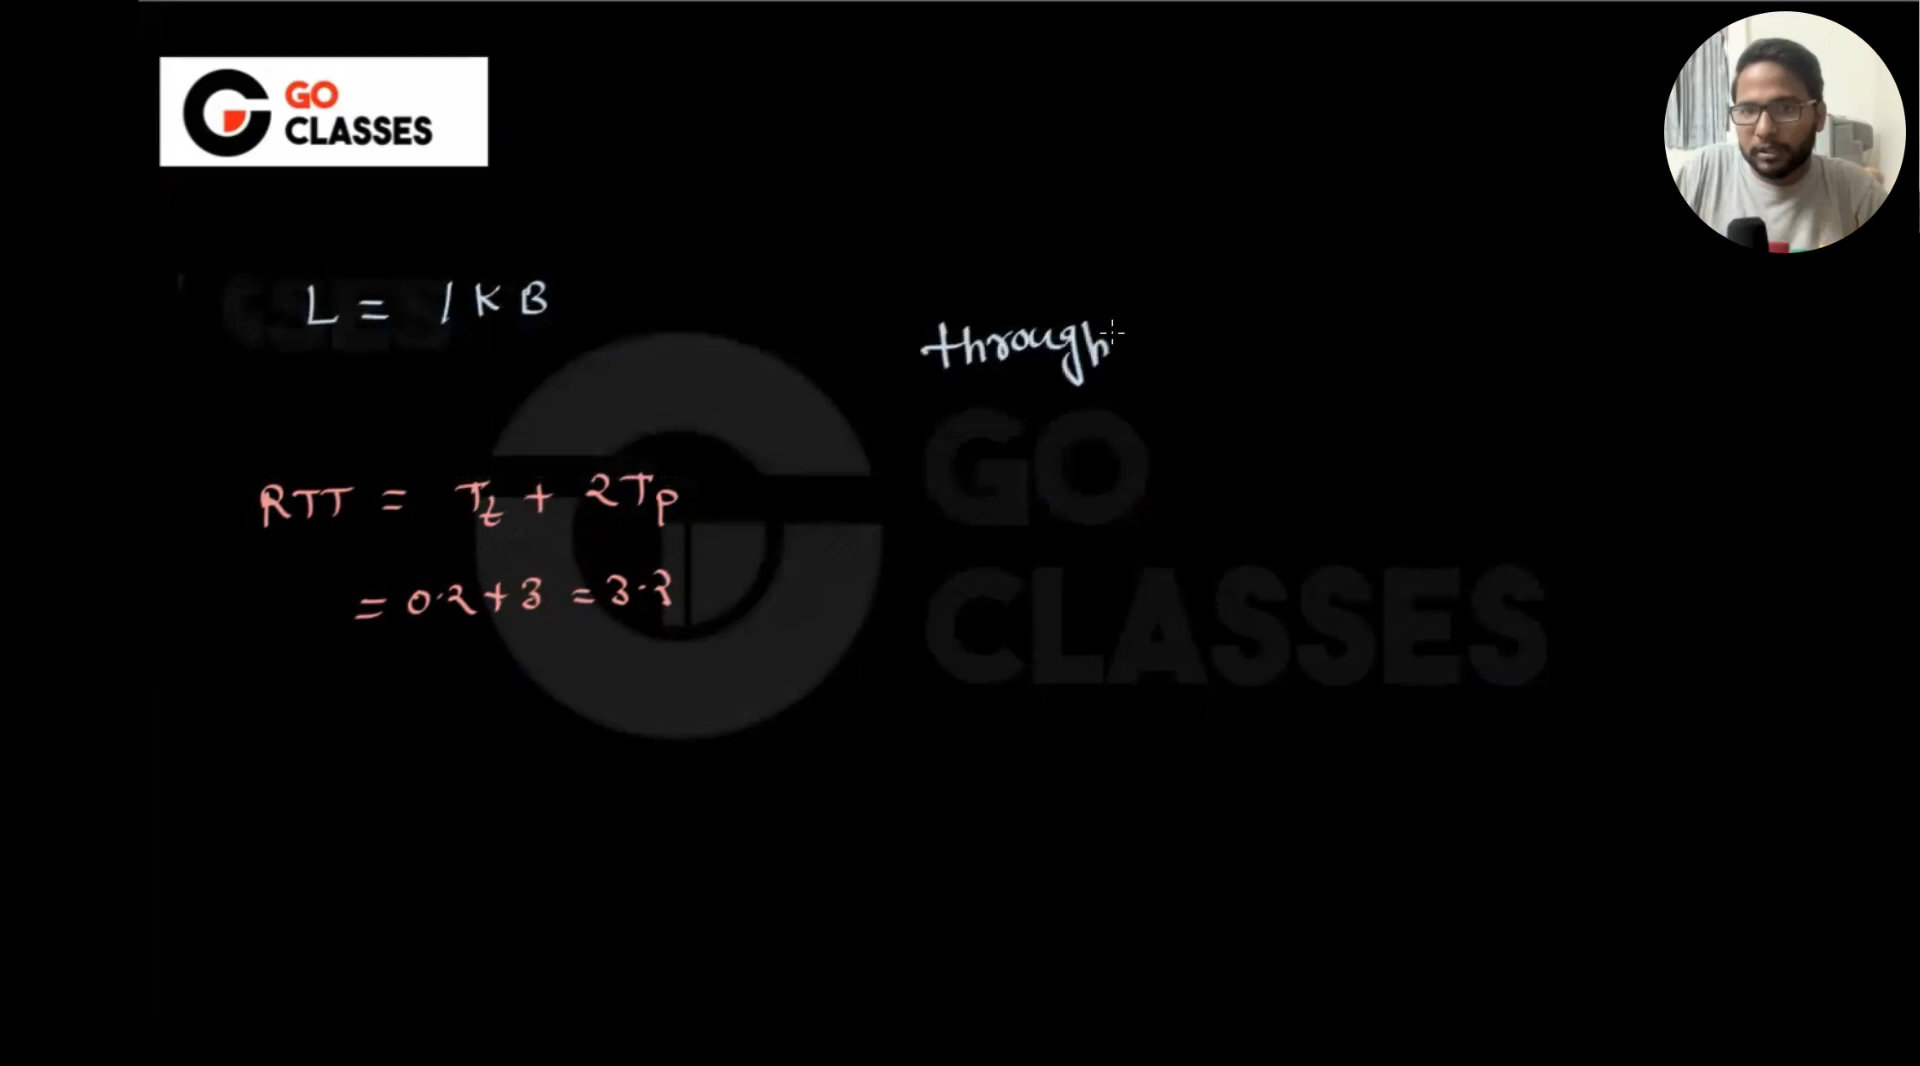 GO
CLASSES
L = 1 KB
through
RTT = Tt + 2Tp
= 0.2 + 3 = 3.2
GO
CLASSES